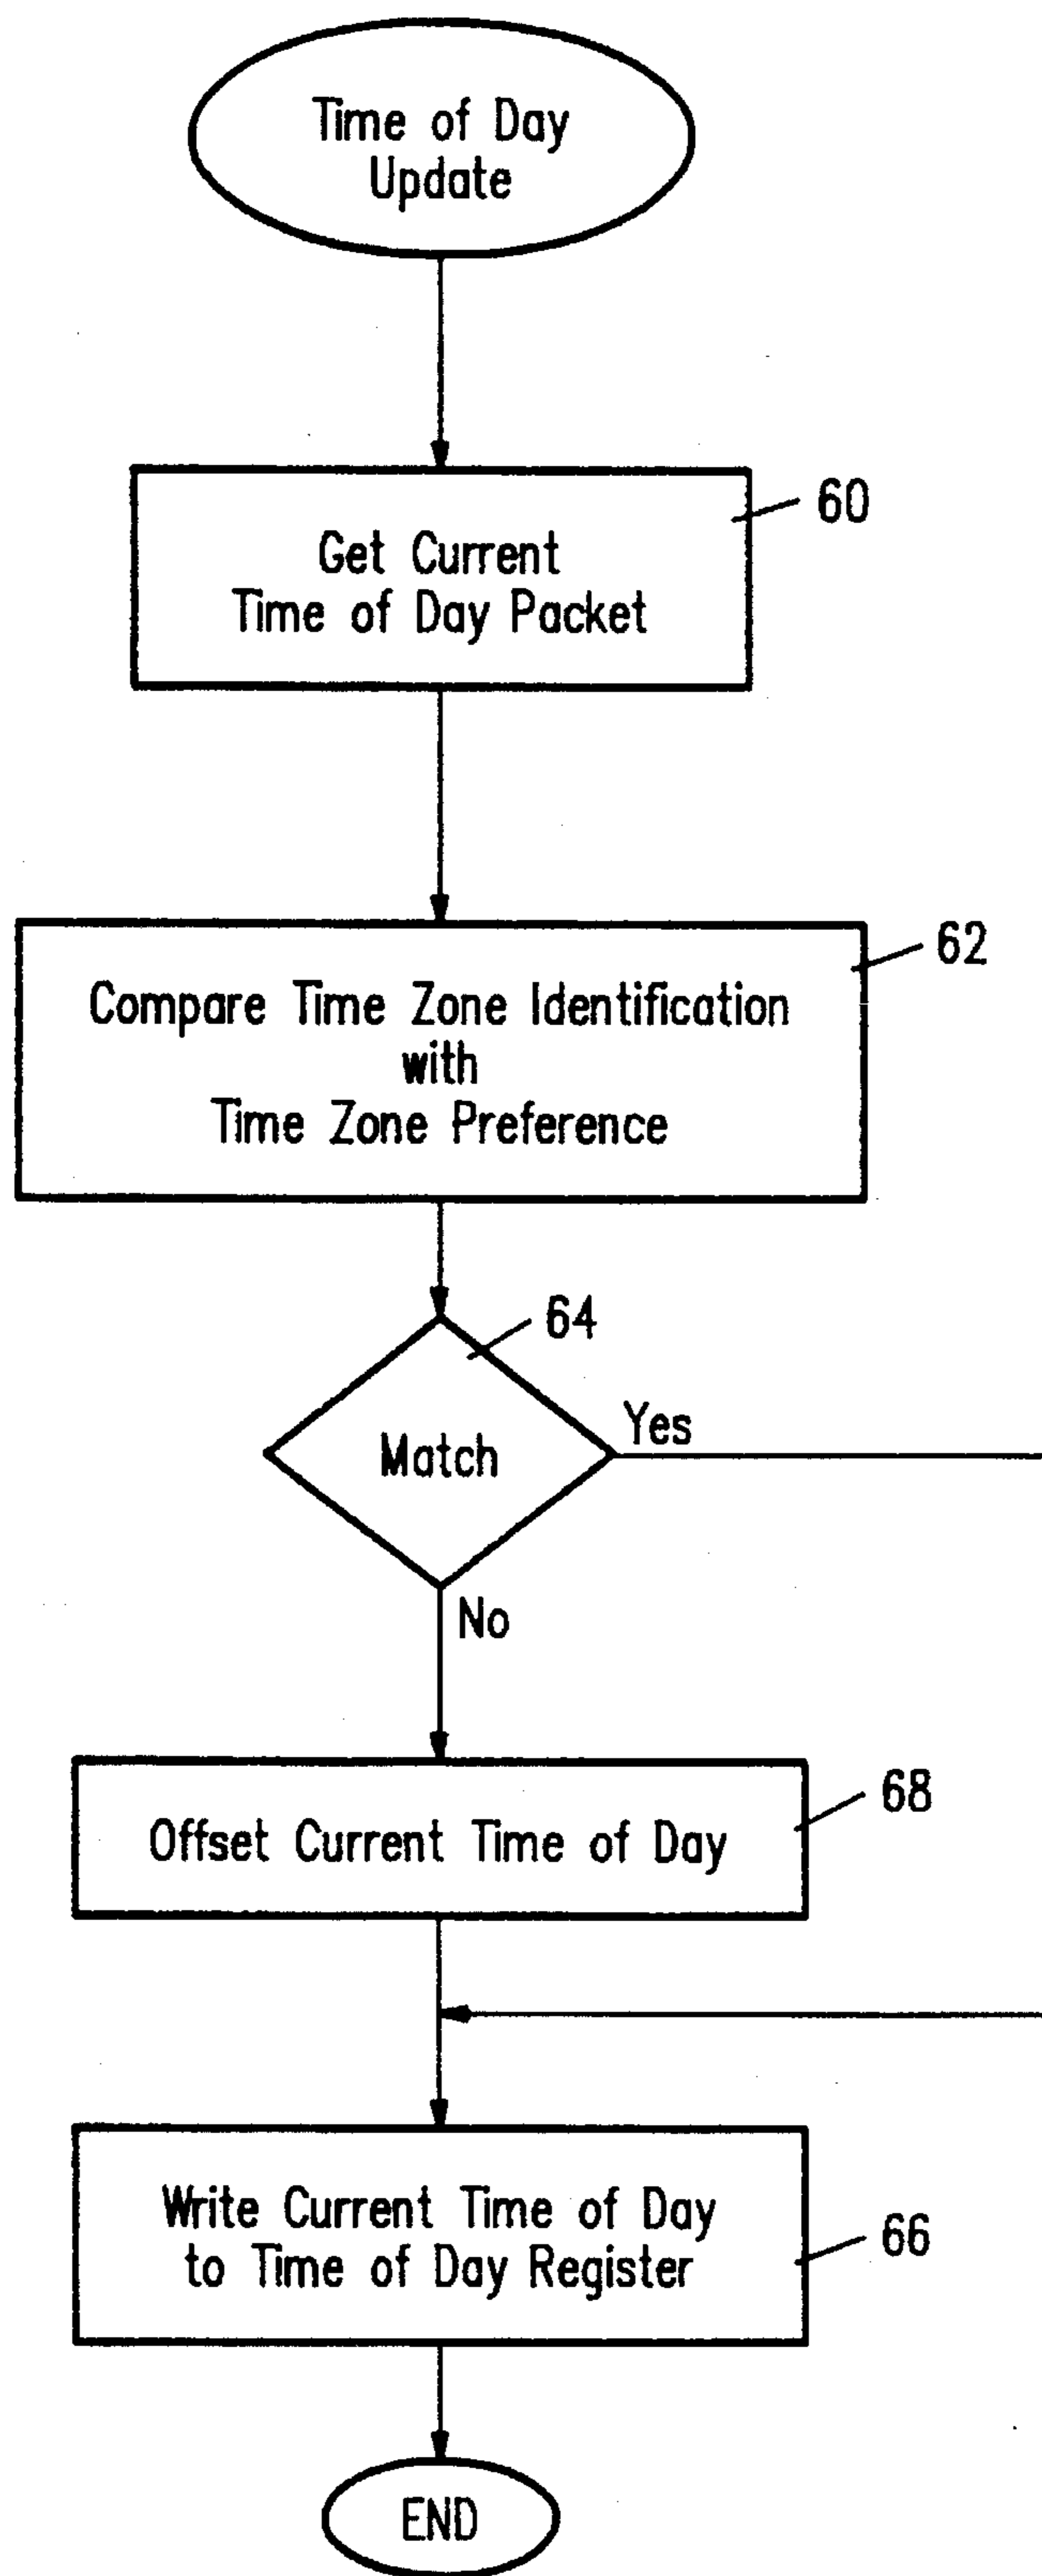 Time of Day
Update
60
Get Current
Time of Day Packet
62
Compare Time Zone Identification
with
Time Zone Preference
64
Match
Yes
No
68
Offset Current Time of Day
Write Current Time of Day
to Time of Day Register
66
END